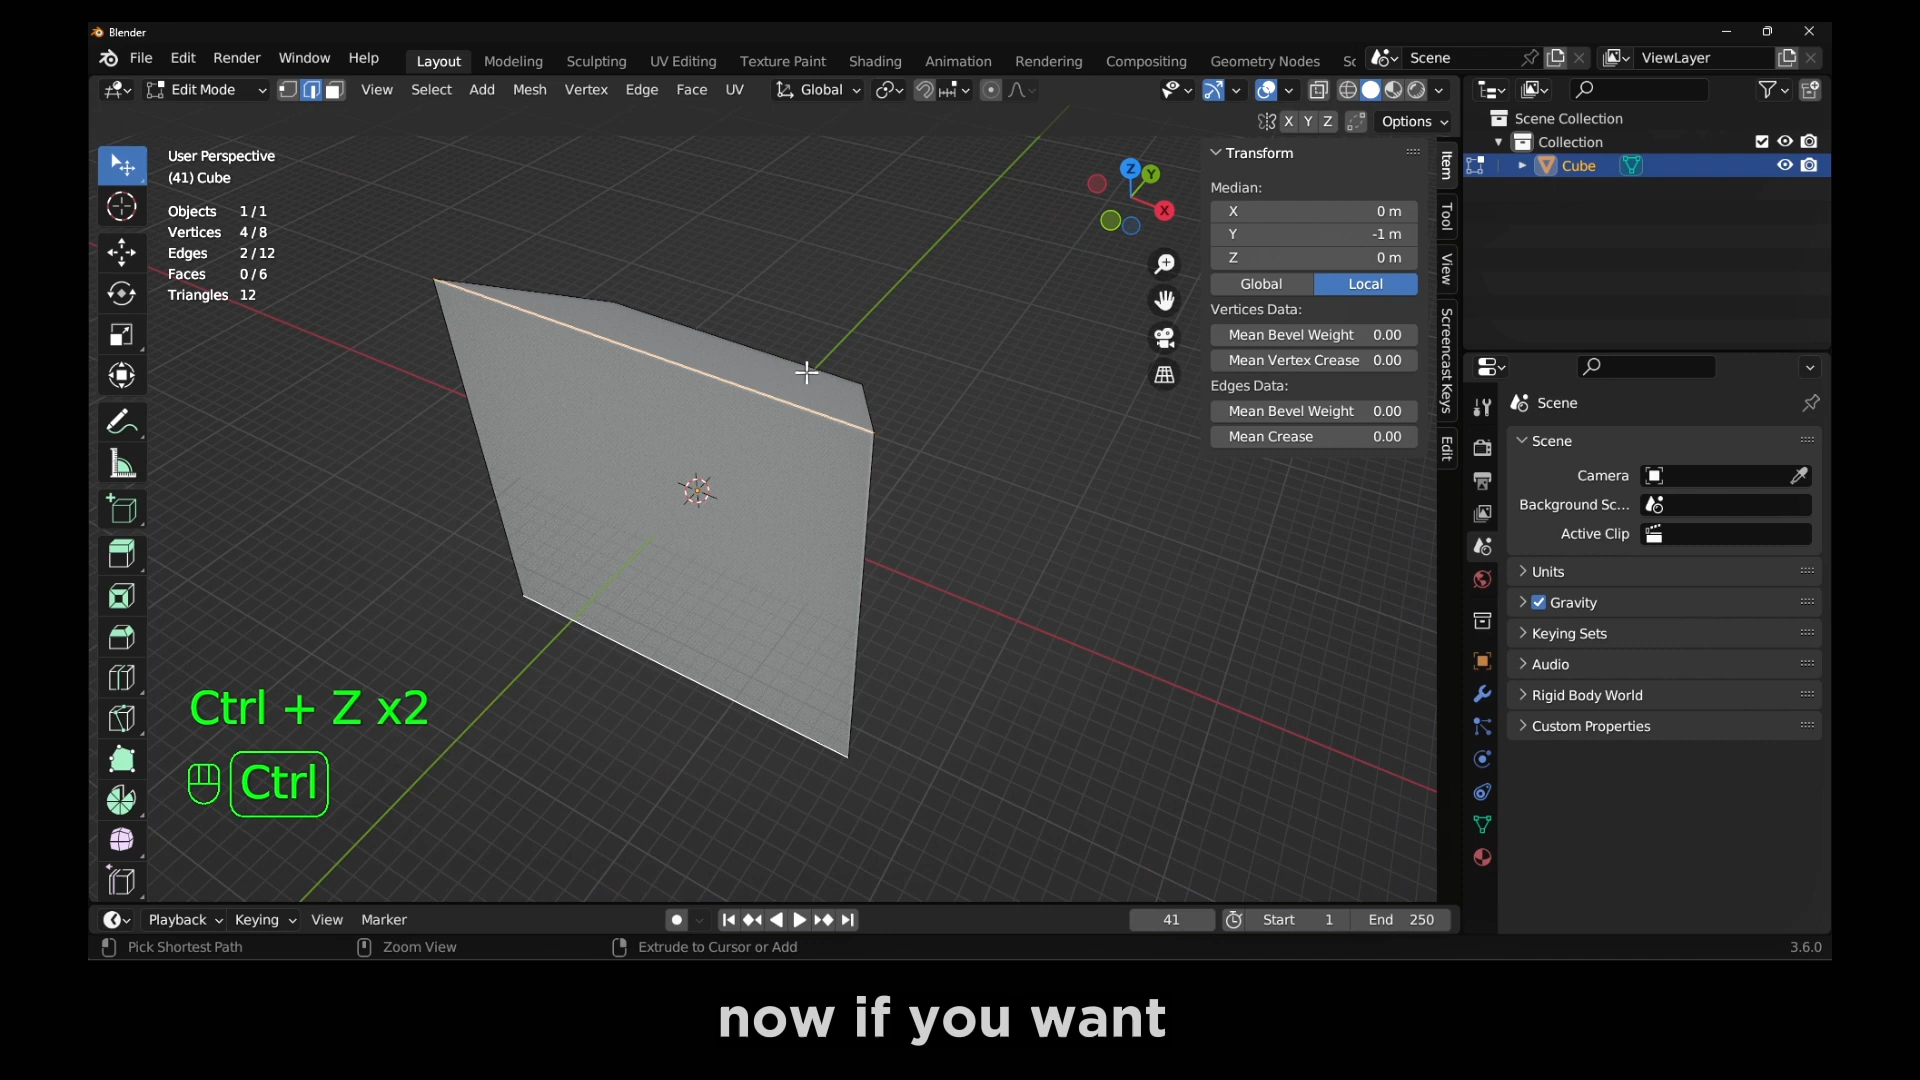 Blender
File Edit Render Window Help Layout Modeling Sculpting UV Editing Texture Paint Shading Animation Rendering Compositing Geometry Nodes Sc Scene ViewLayer
Edit Mode View Select Add Mesh Vertex Edge Face UV Global
X Y Z Options
User Perspective
(41) Cube
Objects 1/1
Vertices 4/8
Edges 2/12
Faces 0/6
Triangles 12
Z Y X
Transform
Median:
X 0 m
Y -1 m
Z 0 m
Global Local
Vertices Data:
Mean Bevel Weight 0.00
Mean Vertex Crease 0.00
Edges Data:
Mean Bevel Weight 0.00
Mean Crease 0.00
Item
Tool
View
Screencast Keys
Edit
Scene Collection
Collection
Cube
Scene
Scene
Camera
Background Sc...
Active Clip
Units
Gravity
Keying Sets
Audio
Rigid Body World
Custom Properties
Ctrl + Z x2
Ctrl
Playback Keying View Marker 41 Start 1 End 250
Pick Shortest Path Zoom View Extrude to Cursor or Add 3.6.0
now if you want